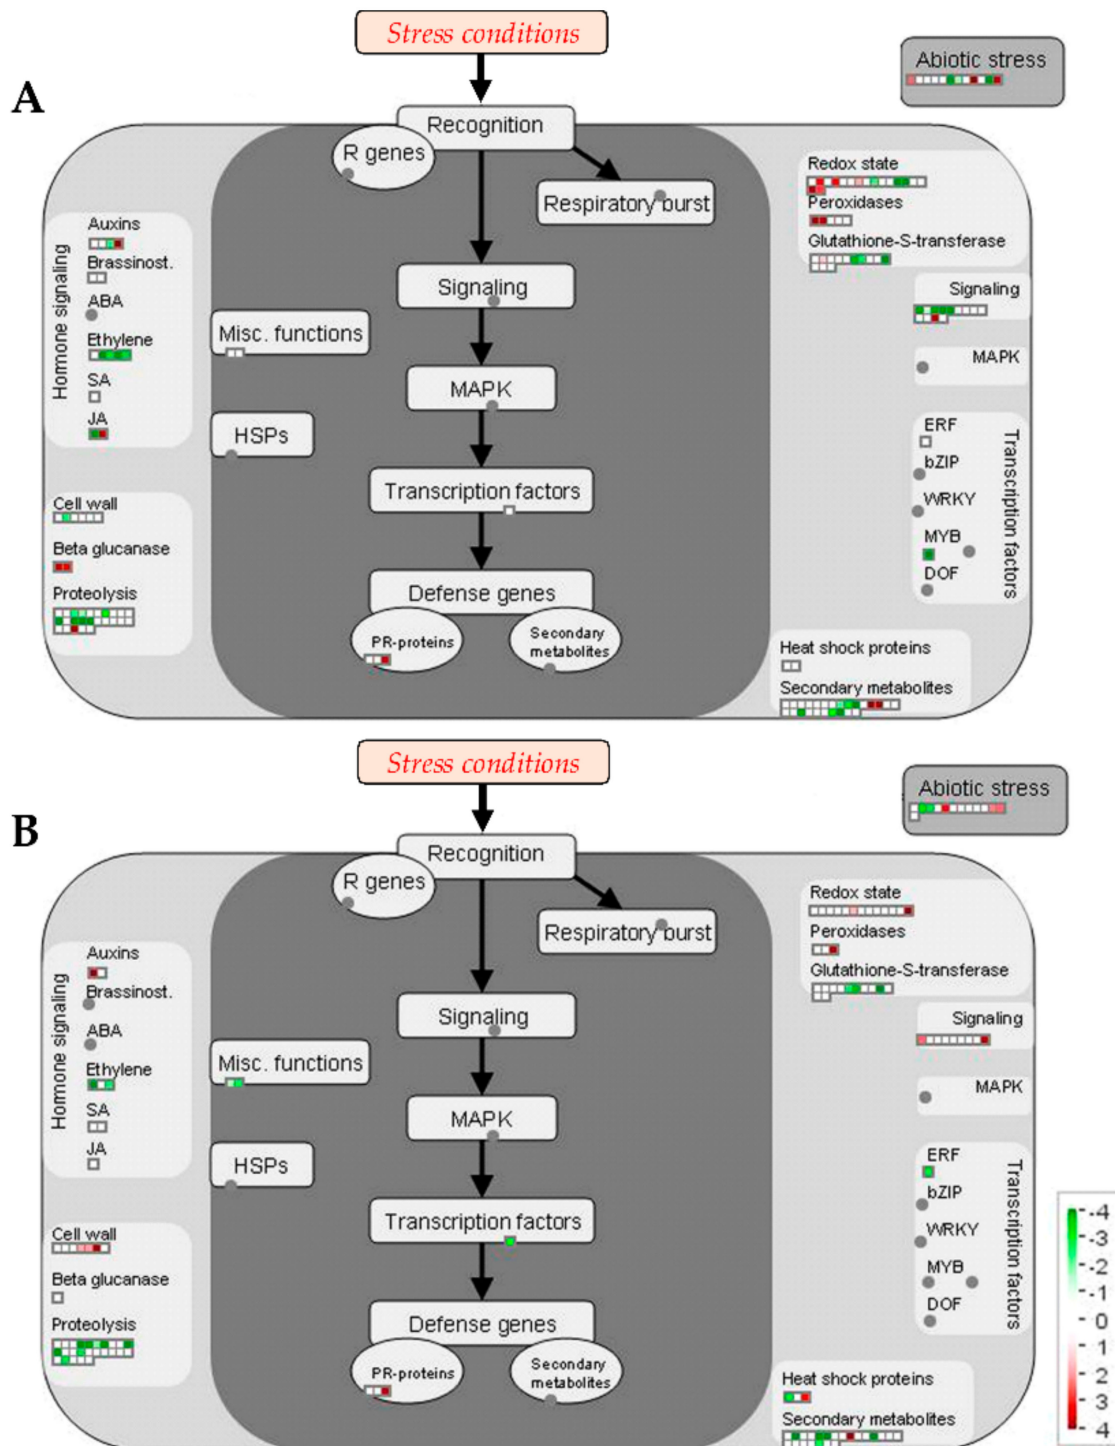 Stress conditions
Abiotic stress
A
Recognition
R genes
Respiratory burst
Redox state
Peroxidases
Glutathione-S-transferase
Hormone signaling
Auxins
Brassinost.
ABA
Ethylene
SA
JA
Signaling
Signaling
Misc. functions
MAPK
MAPK
HSPs
Transcription factors
ERF
bZIP
WRKY
MYB
DOF
Transcription factors
Cell wall
Beta glucanase
Proteolysis
Defense genes
PR-proteins
Secondary
metabolites
Heat shock proteins
Secondary metabolites
Stress conditions
Abiotic stress
B
Recognition
R genes
Respiratory burst
Redox state
Peroxidases
Glutathione-S-transferase
Hormone signaling
Auxins
Brassinost.
ABA
Ethylene
SA
JA
Signaling
Signaling
Misc. functions
MAPK
MAPK
HSPs
Transcription factors
ERF
bZIP
WRKY
MYB
DOF
Transcription factors
Cell wall
Beta glucanase
Proteolysis
Defense genes
PR-proteins
Secondary
metabolites
Heat shock proteins
Secondary metabolites
-4
-3
-2
-1
0
1
2
3
4